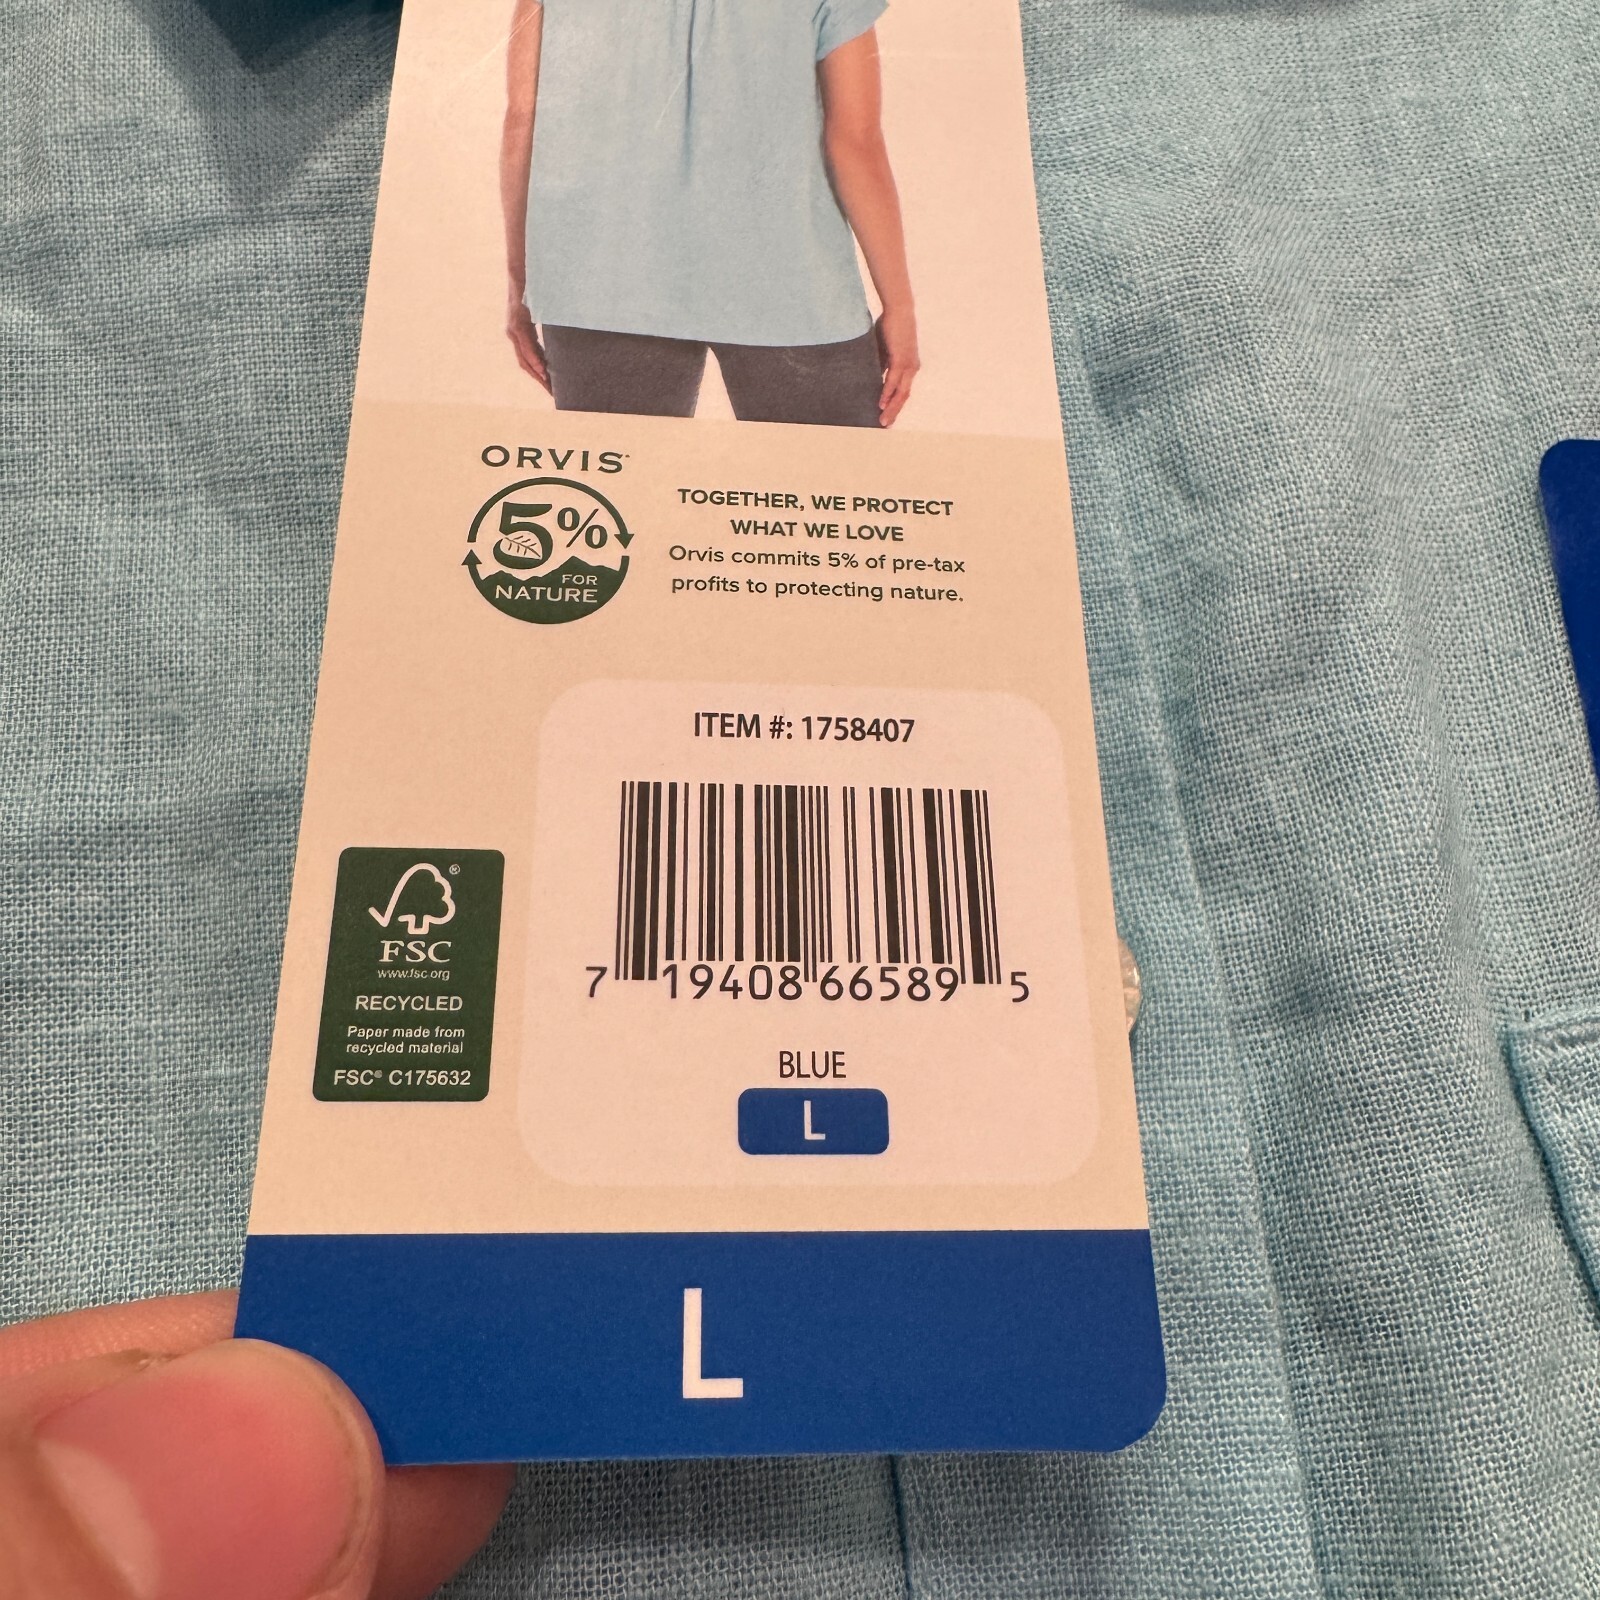 ORVIS
5%
FOR
NATURE
TOGETHER, WE PROTECT
WHAT WE LOVE
Orvis commits 5% of pre-tax
profits to protecting nature.
ITEM #: 1758407
7 19408 66589 5
BLUE
L
®
FSC
www.fsc.org
RECYCLED
Paper made from
recycled material
FSC® C175632
L